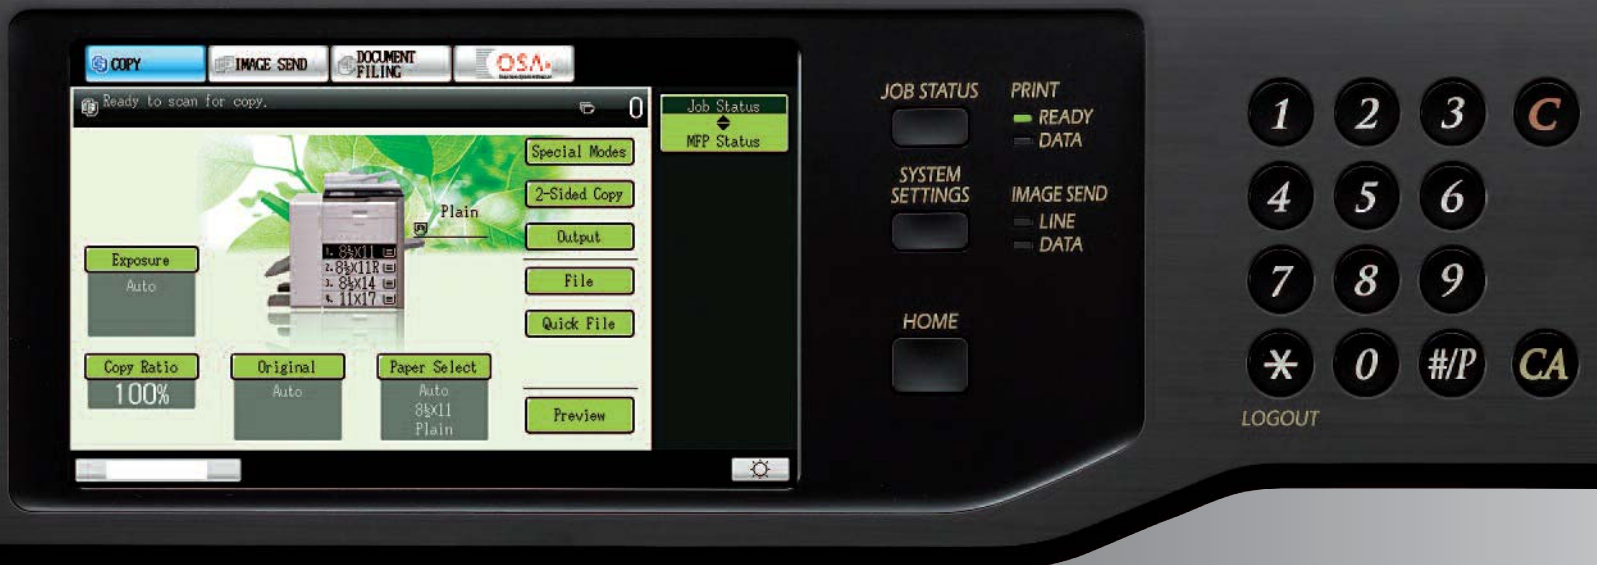 COPY
IMAGE SEND
DOCUMENT
FILING
OSA
Ready to scan for copy.
0
Job Status
MFP Status
Special Modes
2-Sided Copy
Output
File
Quick File
Preview
Plain
1. 8½X11
2. 8½X11R
3. 8½X14
4. 11X17
Exposure
Auto
Copy Ratio
100%
Original
Auto
Paper Select
Auto
8½X11
Plain
JOB STATUS
SYSTEM
SETTINGS
HOME
PRINT
READY
DATA
IMAGE SEND
LINE
DATA
1 2 3 C
4 5 6
7 8 9
* 0 #/P CA
LOGOUT